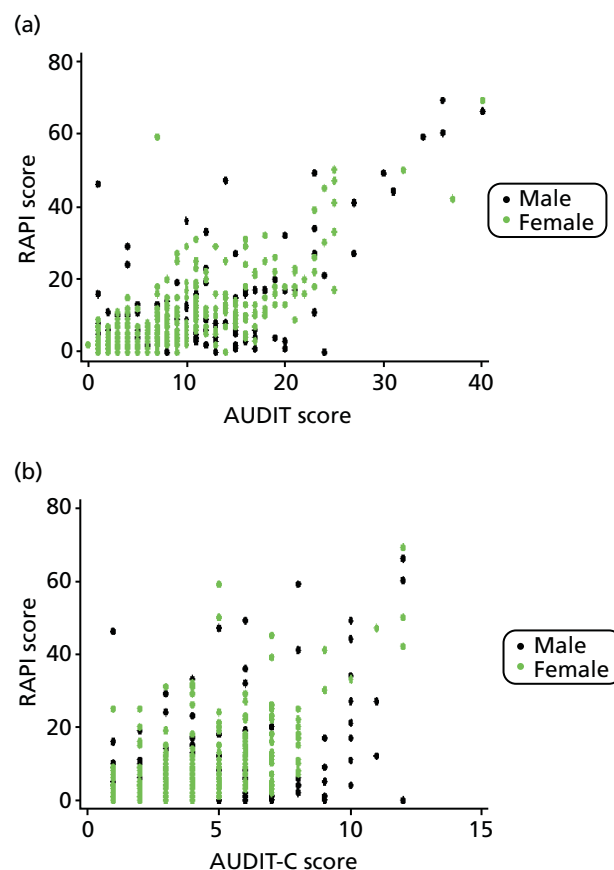 (a)
80
60
40
20
0
RAPI score
0 10 20 30 40
AUDIT score
Male
Female
(b)
80
60
40
20
0
RAPI score
0 5 10 15
AUDIT-C score
Male
Female